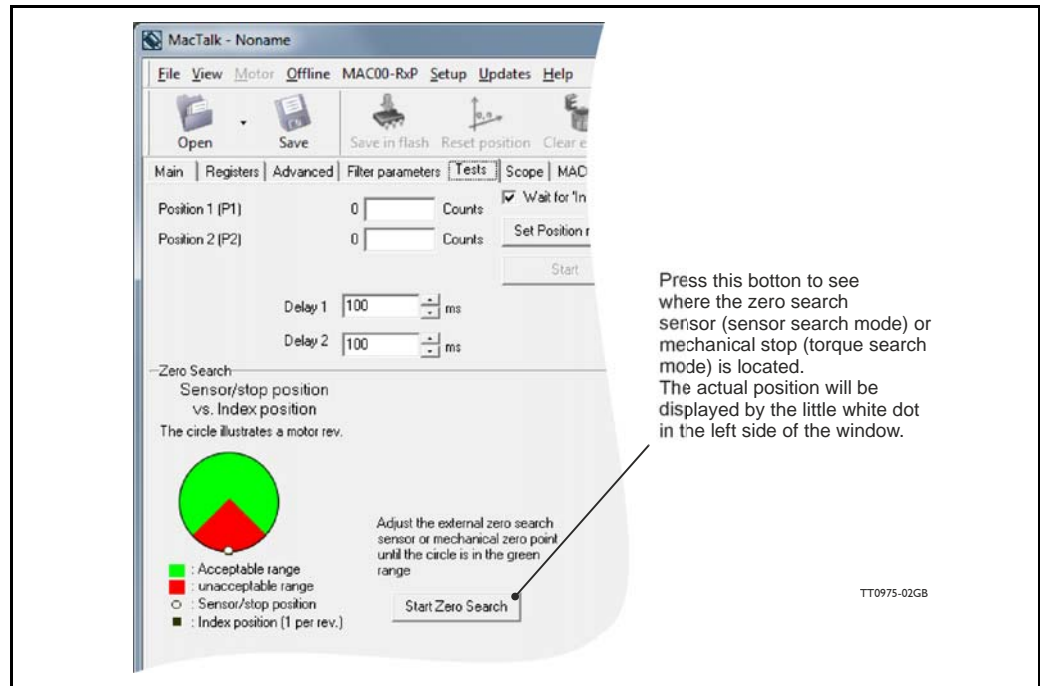 MacTalk - Noname
File View Motor Offline MAC00-RxP Setup Updates Help
Open Save Save in flash Reset position Clear e
Main Registers Advanced Filter parameters Tests Scope MAC
Position 1 (P1) 0 Counts Wait for 'In
Position 2 (P2) 0 Counts Set Position r
Start
Delay 1 100 ms
Delay 2 100 ms
Zero Search
Sensor/stop position
vs. Index position
The circle illustrates a motor rev.
Adjust the external zero search
sensor or mechanical zero point
until the circle is in the green
range
: Acceptable range
: unacceptable range
: Sensor/stop position
: Index position (1 per rev.)
Start Zero Search
Press this botton to see
where the zero search
sensor (sensor search mode) or
mechanical stop (torque search
mode) is located.
The actual position will be
displayed by the little white dot
in the left side of the window.
TT0975-02GB